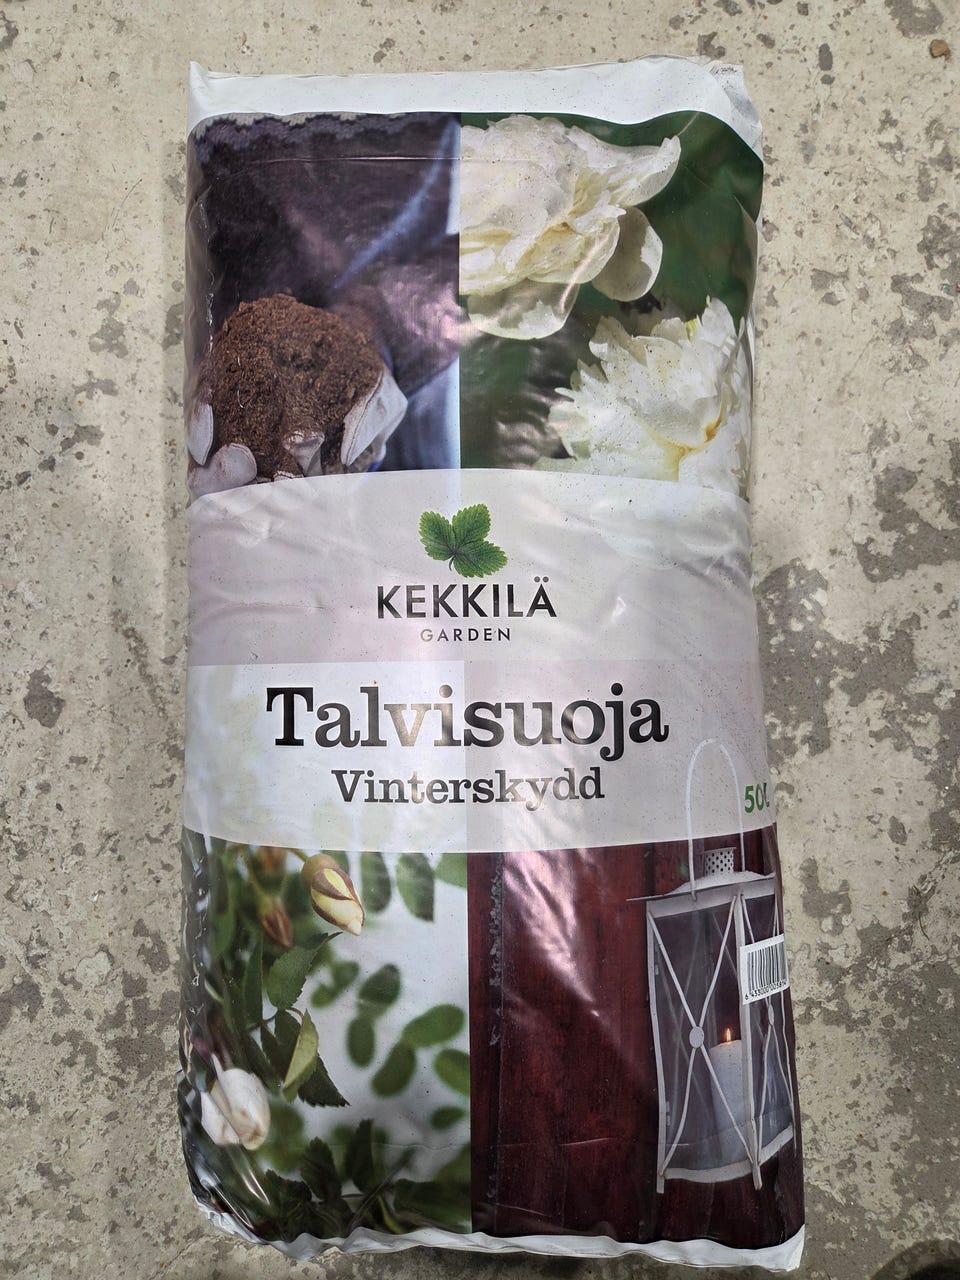 KEKKILÄ
GARDEN
Talvisuoja
Vinterskydd
50L